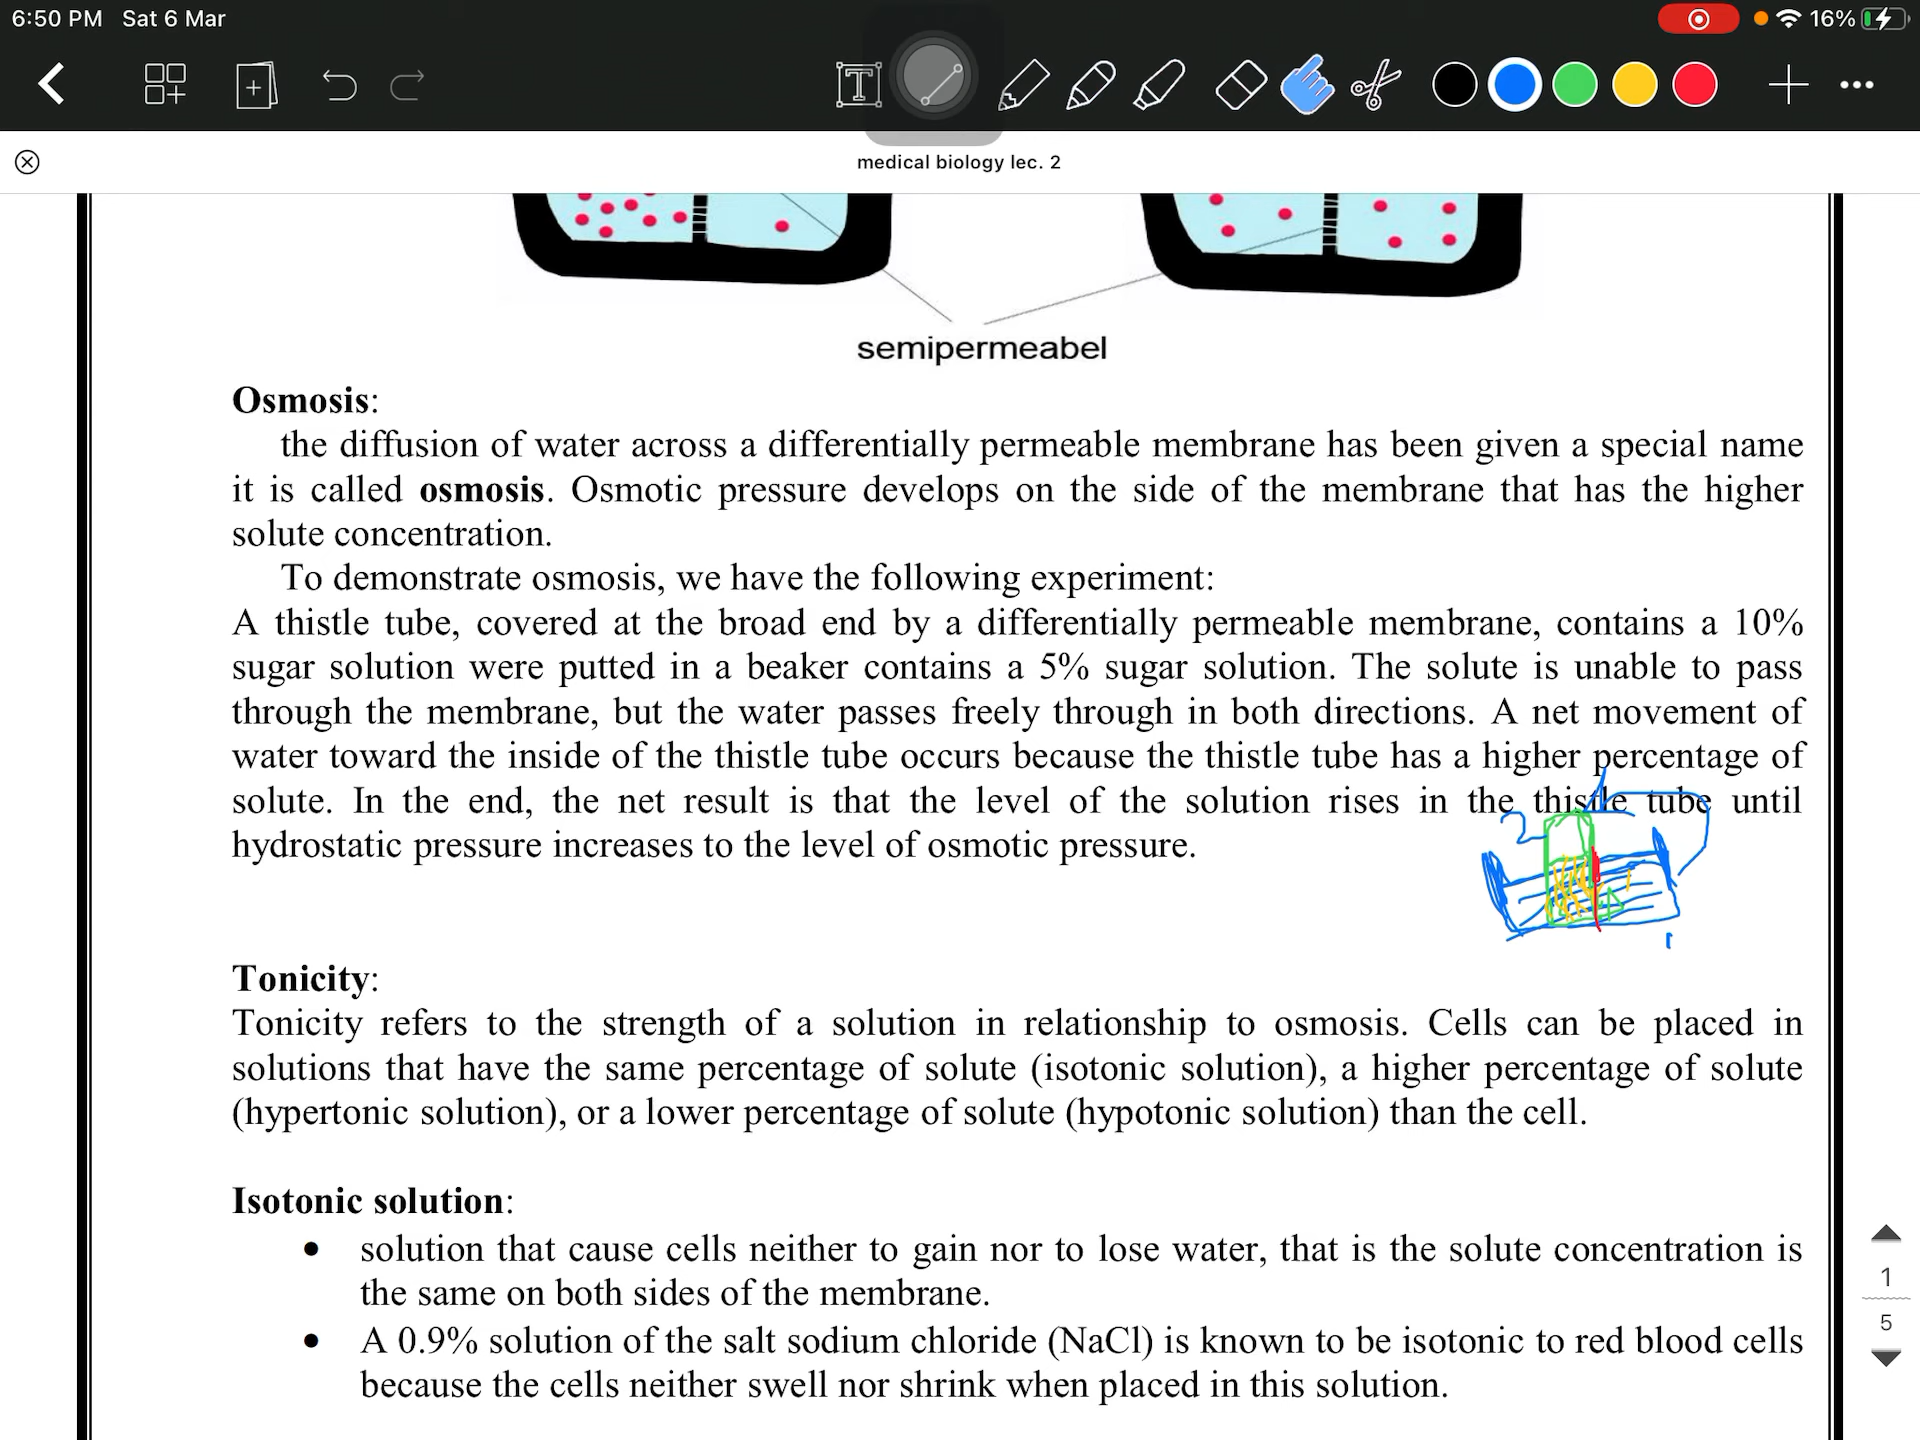 6:50 PM Sat 6 Mar
16%
T
medical biology lec. 2
semipermeabel
Osmosis:
the diffusion of water across a differentially permeable membrane has been given a special name
it is called osmosis. Osmotic pressure develops on the side of the membrane that has the higher
solute concentration.
To demonstrate osmosis, we have the following experiment:
A thistle tube, covered at the broad end by a differentially permeable membrane, contains a 10%
sugar solution were putted in a beaker contains a 5% sugar solution. The solute is unable to pass
through the membrane, but the water passes freely through in both directions. A net movement of
water toward the inside of the thistle tube occurs because the thistle tube has a higher percentage of
solute. In the end, the net result is that the level of the solution rises in the thistle tube until
2
hydrostatic pressure increases to the level of osmotic pressure.
1
Tonicity:
Tonicity refers to the strength of a solution in relationship to osmosis. Cells can be placed in
solutions that have the same percentage of solute (isotonic solution), a higher percentage of solute
(hypertonic solution), or a lower percentage of solute (hypotonic solution) than the cell.
Isotonic solution:
• solution that cause cells neither to gain nor to lose water, that is the solute concentration is
the same on both sides of the membrane.
• A 0.9% solution of the salt sodium chloride (NaCl) is known to be isotonic to red blood cells
because the cells neither swell nor shrink when placed in this solution.
1
5